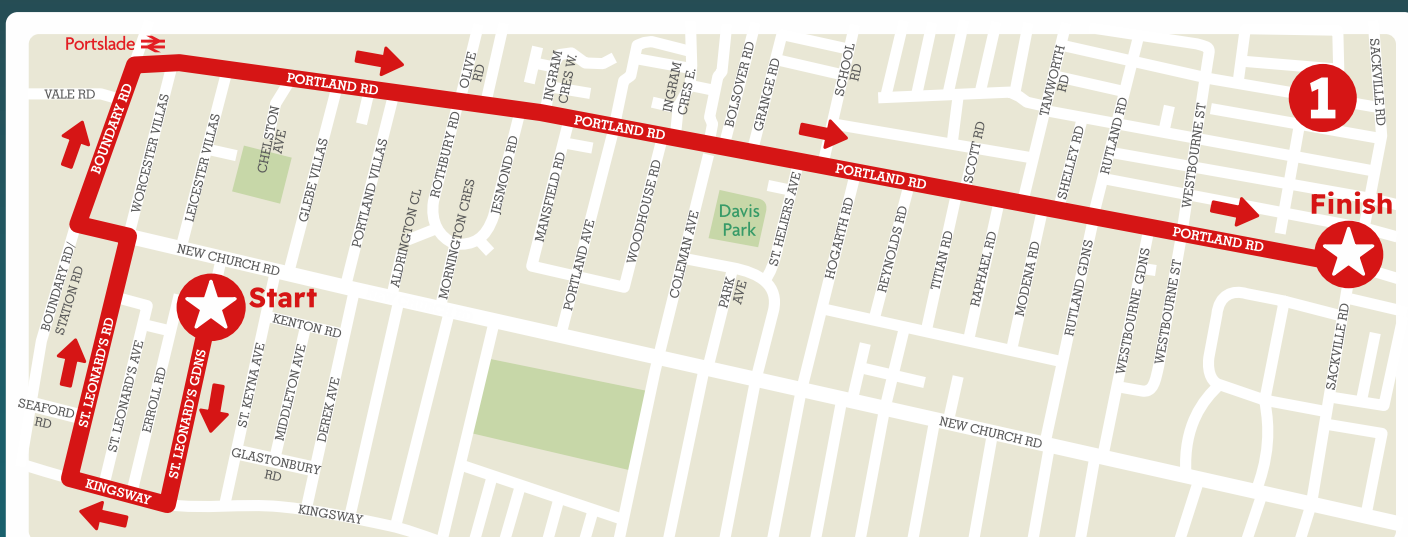 Portslade
1
SACKVILLE RD
OLIVE
RD
INGRAM
CRES W.
INGRAM
CRES E.
BOLSOVER RD
GRANGE RD
SCHOOL
RD
TAMWORTH
RD
PORTLAND RD
VALE RD
BOUNDARY RD
WORCESTER VILLAS
LEICESTER VILLAS
CHELSTON
AVE
GLEBE VILLAS
PORTLAND VILLAS
ROTHBURY RD
PORTLAND RD
JESMOND RD
MANSFIELD RD
WOODHOUSE RD
PORTLAND RD
SCOTT RD
SHELLEY RD
RUTLAND RD
WESTBOURNE ST
Finish
PORTLAND RD
ALDRINGTON CL
MORNINGTON CRES
PORTLAND AVE
COLEMAN AVE
Davis
Park
PARK
AVE
ST. HELIERS AVE
HOGARTH RD
REYNOLDS RD
TITIAN RD
RAPHAEL RD
MODENA RD
RUTLAND GDNS
WESTBOURNE GDNS
WESTBOURNE ST
SACKVILLE RD
NEW CHURCH RD
BOUNDARY RD/
STATION RD
Start
KENTON RD
ST. LEONARD'S RD
ST. LEONARD'S AVE
ERROLL RD
ST. LEONARD'S GDNS
ST. KEYNA AVE
MIDDLETON AVE
DEREK AVE
SEAFORD
RD
GLASTONBURY
RD
NEW CHURCH RD
KINGSWAY
KINGSWAY